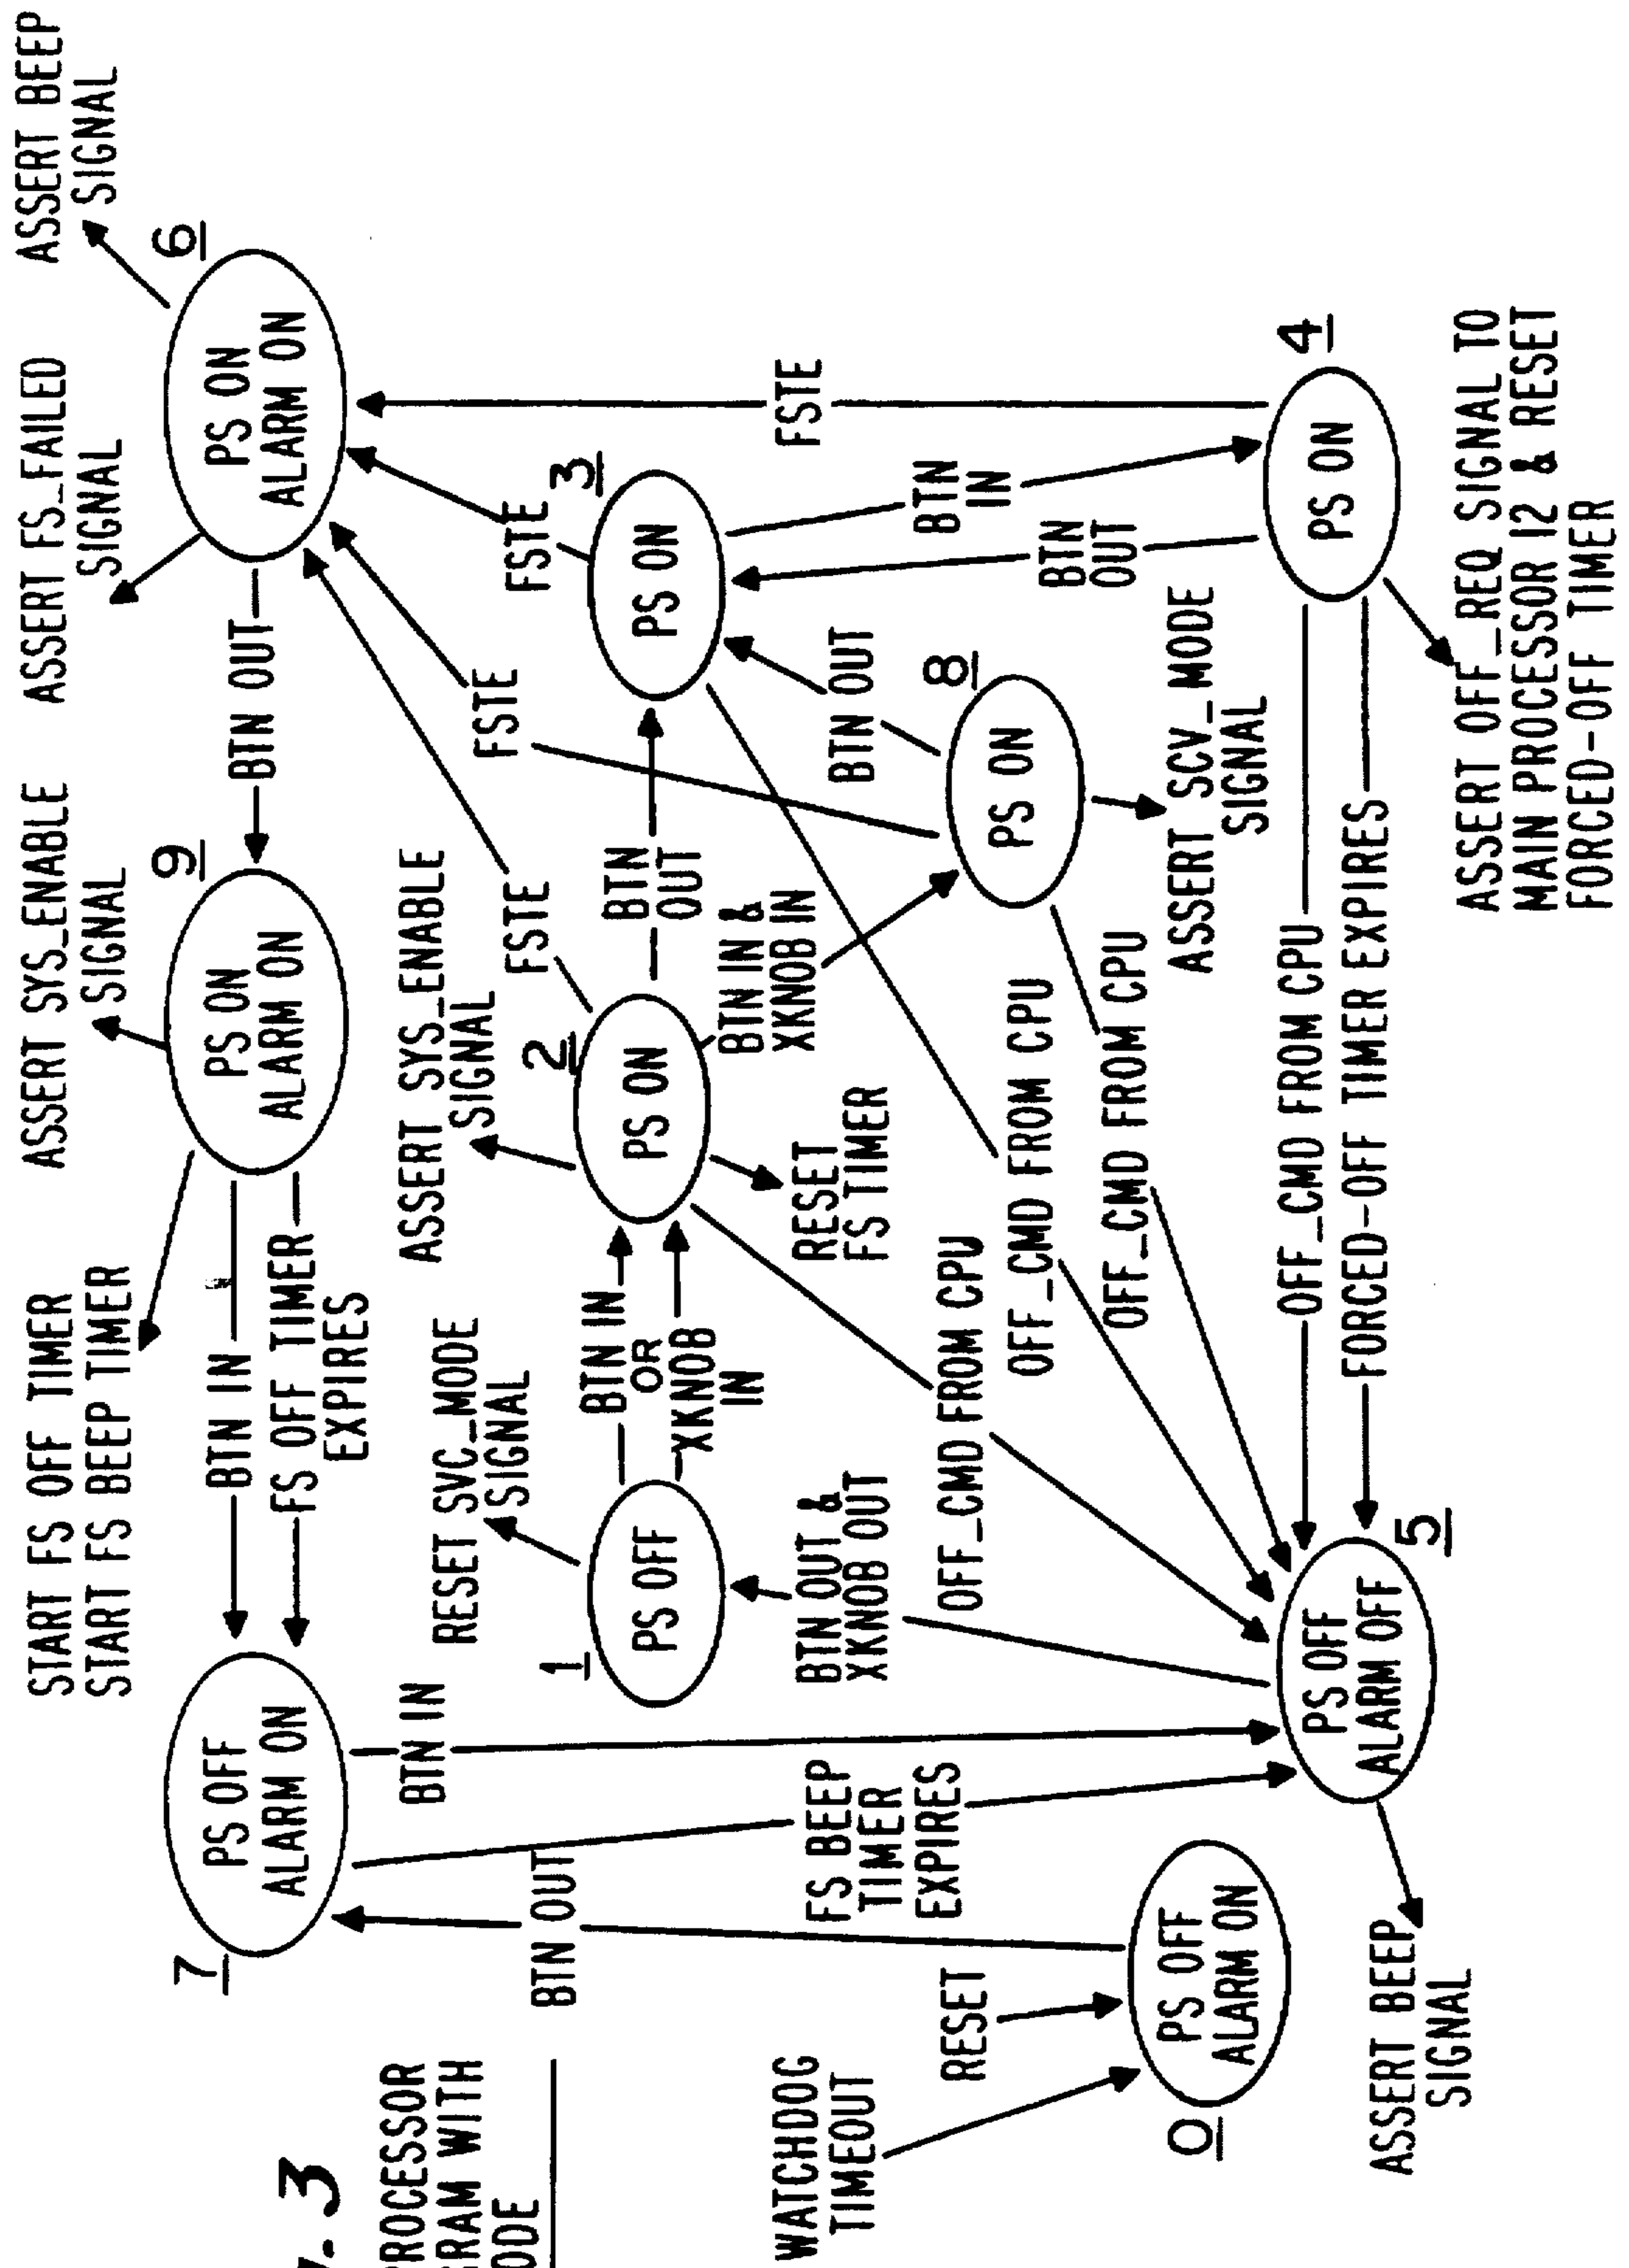 . 3
ROCESSOR
RAM WITH
ODE
START FS OFF TIMER
START FS BEEP TIMER
ASSERT SYS_ENABLE
SIGNAL
ASSERT FS_FAILED
SIGNAL
ASSERT BEEP
SIGNAL
7
PS OFF
ALARM ON
BTN IN
FS OFF TIMER
EXPIRES
9
PS ON
ALARM ON
BTN OUT
6
PS ON
ALARM ON
BTN IN
RESET SVC_MODE
SIGNAL
ASSERT SYS_ENABLE
SIGNAL
FSTE
FSTE
FSTE
FSTE
BTN OUT
1
PS OFF
BTN IN
OR
XKNOB
IN
2
PS ON
BTN
OUT
3
PS ON
BTN IN &
XKNOB IN
RESET
FS TIMER
BTN OUT &
XKNOB OUT
FS BEEP
TIMER
EXPIRES
BTN OUT
BTN
IN
BTN
OUT
WATCHDOG
TIMEOUT
RESET
OFF_CMD FROM CPU
OFF_CMD FROM CPU
OFF_CMD FROM CPU
8
PS ON
ASSERT SCV_MODE
SIGNAL
0
PS OFF
ALARM ON
5
PS OFF
ALARM OFF
OFF_CMD FROM CPU
FORCED-OFF TIMER EXPIRES
4
PS ON
ASSERT BEEP
SIGNAL
ASSERT OFF_REQ SIGNAL TO
MAIN PROCESSOR 12 & RESET
FORCED-OFF TIMER